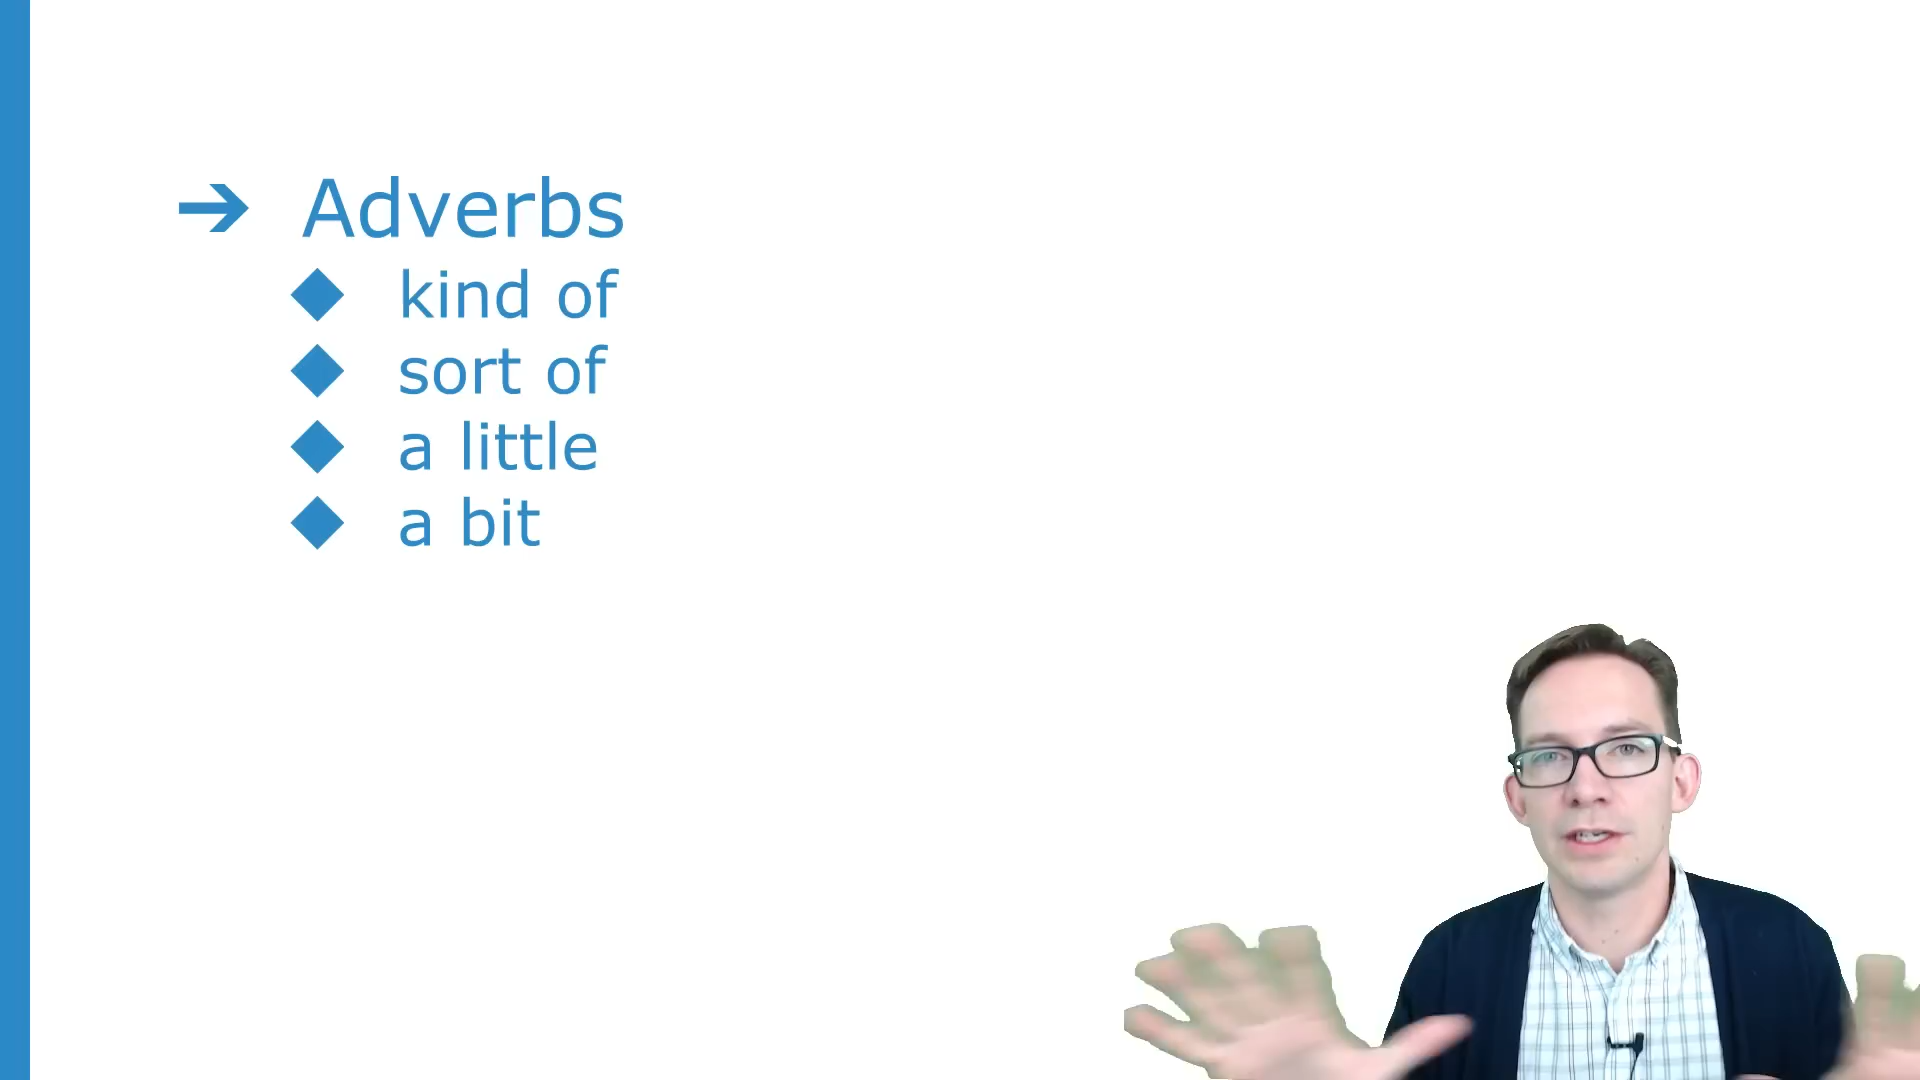 ➔ Adverbs
◆ kind of
◆ sort of
◆ a little
◆ a bit